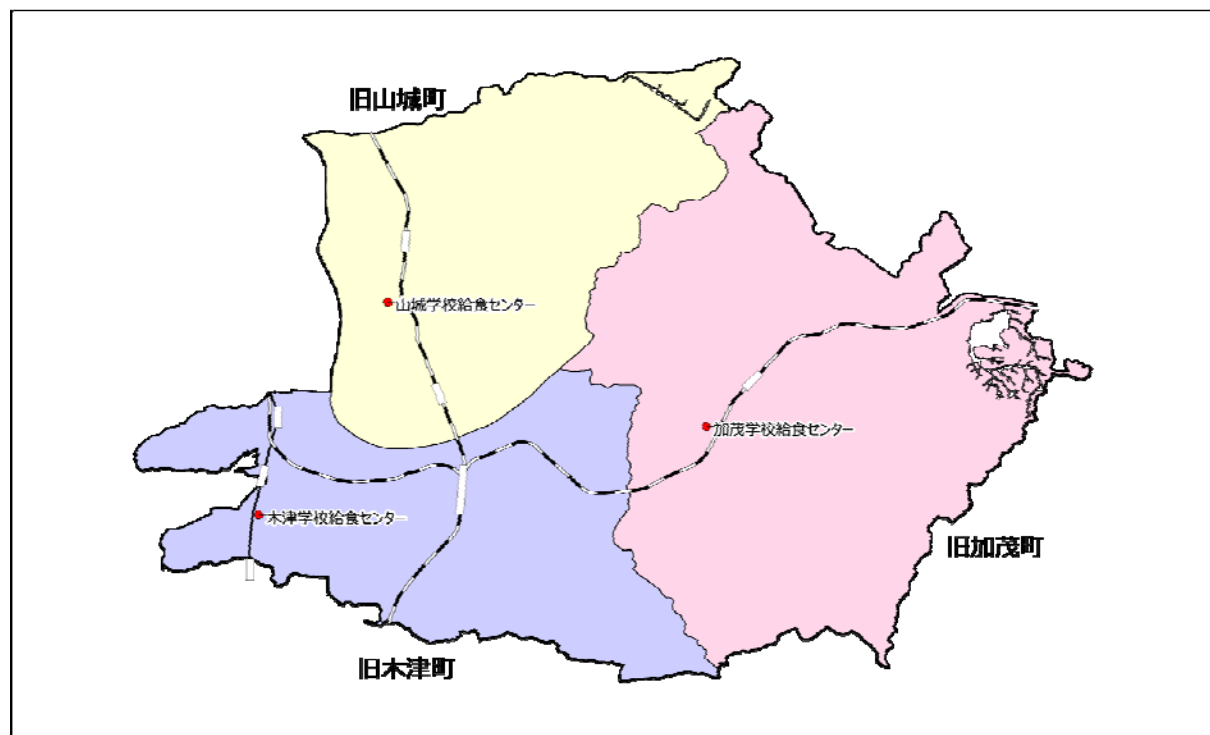 旧山城町
山城学校給食センター
加茂学校給食センター
木津学校給食センター
旧加茂町
旧木津町